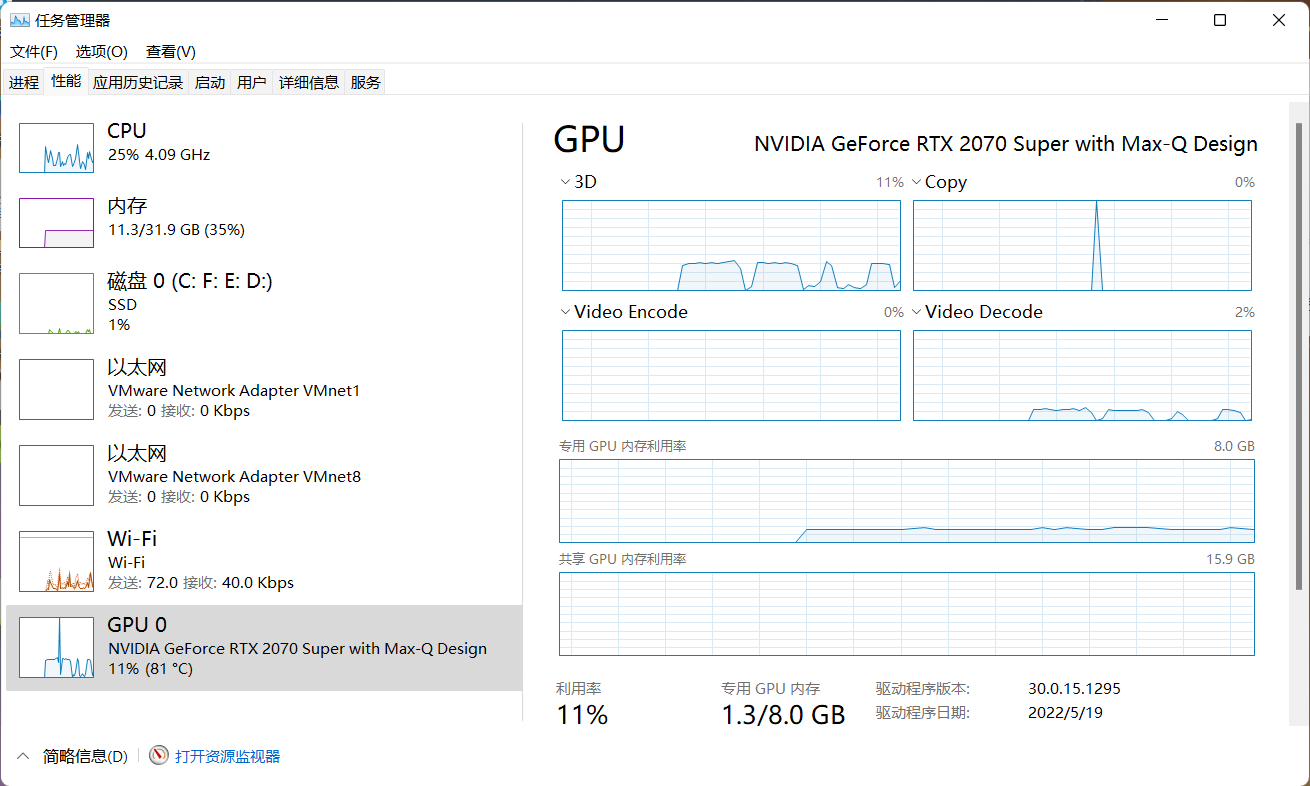 任务管理器
文件(F) 选项(O) 查看(V)
进程 性能 应用历史记录 启动 用户 详细信息 服务
CPU
25% 4.09 GHz
内存
11.3/31.9 GB (35%)
磁盘 0 (C: F: E: D:)
SSD
1%
以太网
VMware Network Adapter VMnet1
发送: 0 接收: 0 Kbps
以太网
VMware Network Adapter VMnet8
发送: 0 接收: 0 Kbps
Wi-Fi
Wi-Fi
发送: 72.0 接收: 40.0 Kbps
GPU 0
NVIDIA GeForce RTX 2070 Super with Max-Q Design
11% (81 °C)
GPU NVIDIA GeForce RTX 2070 Super with Max-Q Design
3D 11% Copy 0%
Video Encode 0% Video Decode 2%
专用 GPU 内存利用率 8.0 GB
共享 GPU 内存利用率 15.9 GB
利用率 专用 GPU 内存 驱动程序版本: 30.0.15.1295
11% 1.3/8.0 GB 驱动程序日期: 2022/5/19
简略信息(D) 打开资源监视器